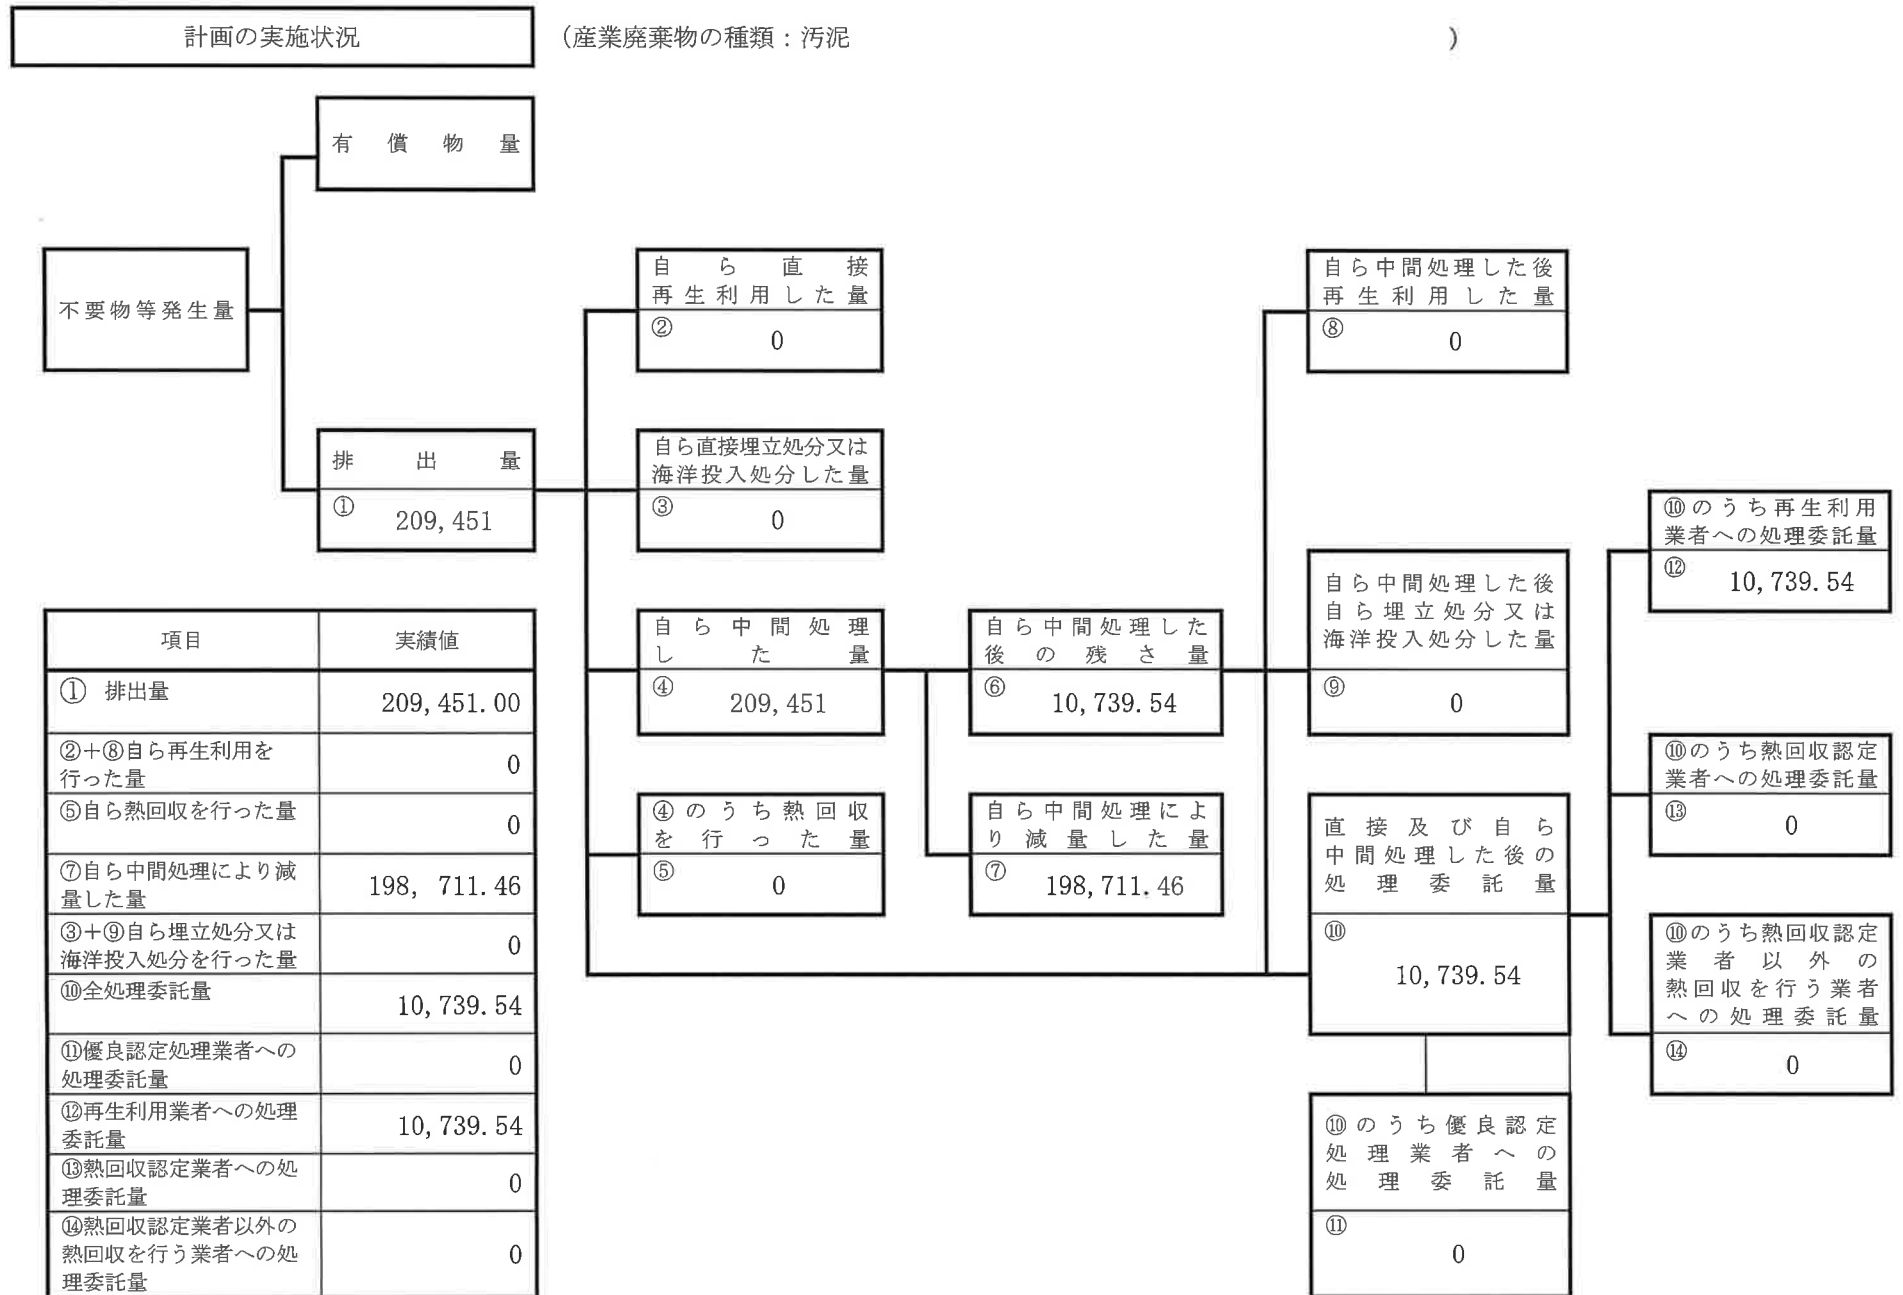 計画の実施状況
（産業廃棄物の種類：汚泥 ）
有償物量
不要物等発生量
排出量
① 209,451
自ら直接
再生利用した量
② 0
自ら直接埋立処分又は
海洋投入処分した量
③ 0
自ら中間処理
した量
④ 209,451
④のうち熱回収
を行った量
⑤ 0
自ら中間処理した
後の残さ量
⑥ 10,739.54
自ら中間処理によ
り減量した量
⑦ 198,711.46
自ら中間処理した後
再生利用した量
⑧ 0
自ら中間処理した後
自ら埋立処分又は
海洋投入処分した量
⑨ 0
直接及び自ら
中間処理した後の
処理委託量
⑩
10,739.54
⑩のうち優良認定
処理業者への
処理委託量
⑪
0
⑩のうち再生利用
業者への処理委託量
⑫ 10,739.54
⑩のうち熱回収認定
業者への処理委託量
⑬ 0
⑩のうち熱回収認定
業者以外の
熱回収を行う業者
への処理委託量
⑭ 0
項目 実績値
① 排出量 209,451.00
②＋⑧自ら再生利用を
行った量 0
⑤自ら熱回収を行った量 0
⑦自ら中間処理により減
量した量 198, 711.46
③＋⑨自ら埋立処分又は
海洋投入処分を行った量 0
⑩全処理委託量 10,739.54
⑪優良認定処理業者への
処理委託量 0
⑫再生利用業者への処理
委託量 10,739.54
⑬熱回収認定業者への処
理委託量 0
⑭熱回収認定業者以外の
熱回収を行う業者への処
理委託量 0